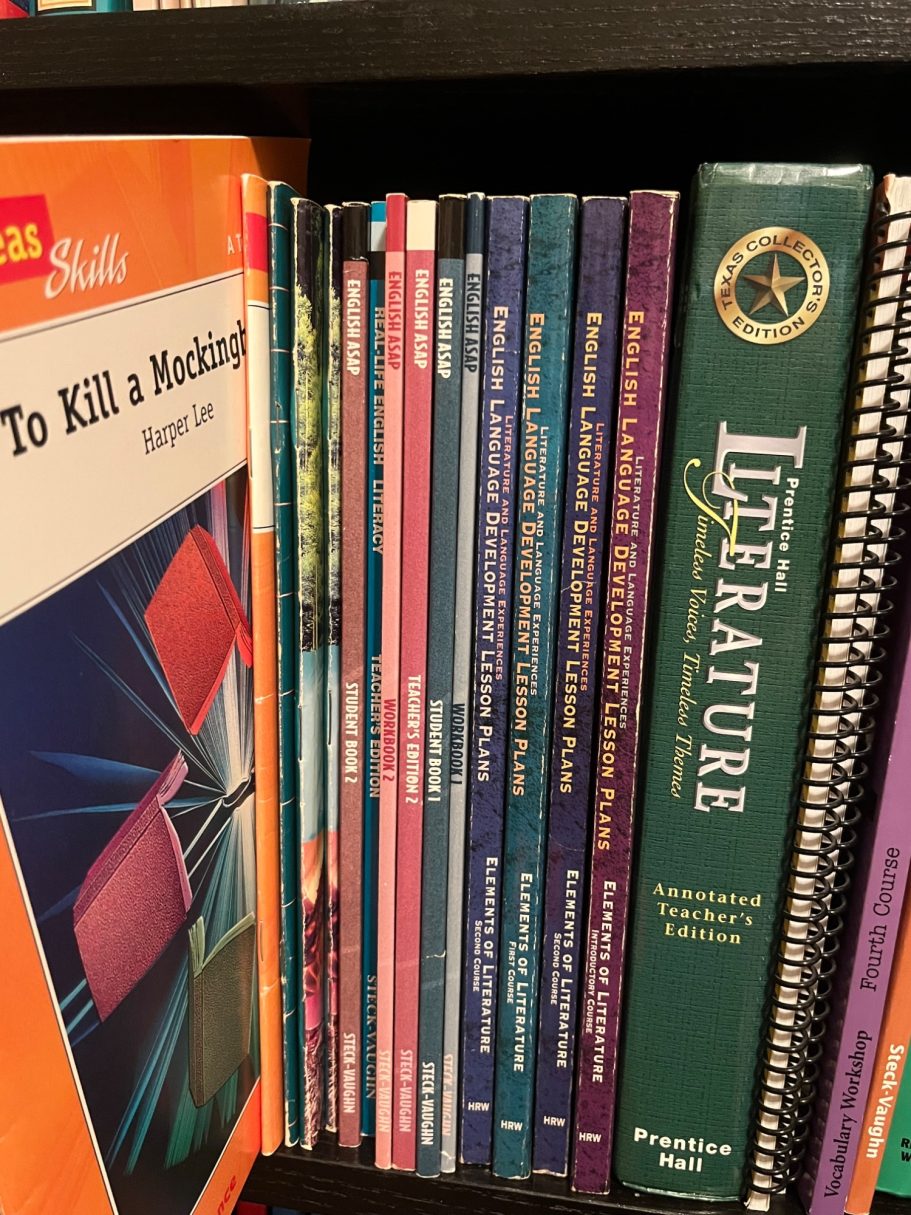 eas
Skills
A T
To Kill a Mockingb
Harper Lee
nce
ENGLISH ASAP
STUDENT BOOK 2
STECK-VAUGHN
REAL-LIFE ENGLISH LITERACY
TEACHER'S EDITION
STECK-VAUGHN
ENGLISH ASAP
WORKBOOK 2
STECK-VAUGHN
ENGLISH ASAP
TEACHER'S EDITION 2
STECK-VAUGHN
ENGLISH ASAP
STUDENT BOOK 1
STECK-VAUGHN
ENGLISH ASAP
WORKBOOK 1
STECK-VAUGHN
LITERATURE AND LANGUAGE EXPERIENCES
ENGLISH LANGUAGE DEVELOPMENT LESSON PLANS
ELEMENTS OF LITERATURE
SECOND COURSE
HRW
LITERATURE AND LANGUAGE EXPERIENCES
ENGLISH LANGUAGE DEVELOPMENT LESSON PLANS
ELEMENTS OF LITERATURE
FIRST COURSE
HRW
LITERATURE AND LANGUAGE EXPERIENCES
ENGLISH LANGUAGE DEVELOPMENT LESSON PLANS
ELEMENTS OF LITERATURE
SECOND COURSE
HRW
LITERATURE AND LANGUAGE EXPERIENCES
ENGLISH LANGUAGE DEVELOPMENT LESSON PLANS
ELEMENTS OF LITERATURE
INTRODUCTORY COURSE
HRW
TEXAS COLLECTOR'S
EDITION
Prentice Hall
LITERATURE
Timeless Voices, Timeless Themes
Annotated
Teacher's
Edition
Prentice
Hall
Vocabulary Workshop Fourth Course
Steck-Vaughn